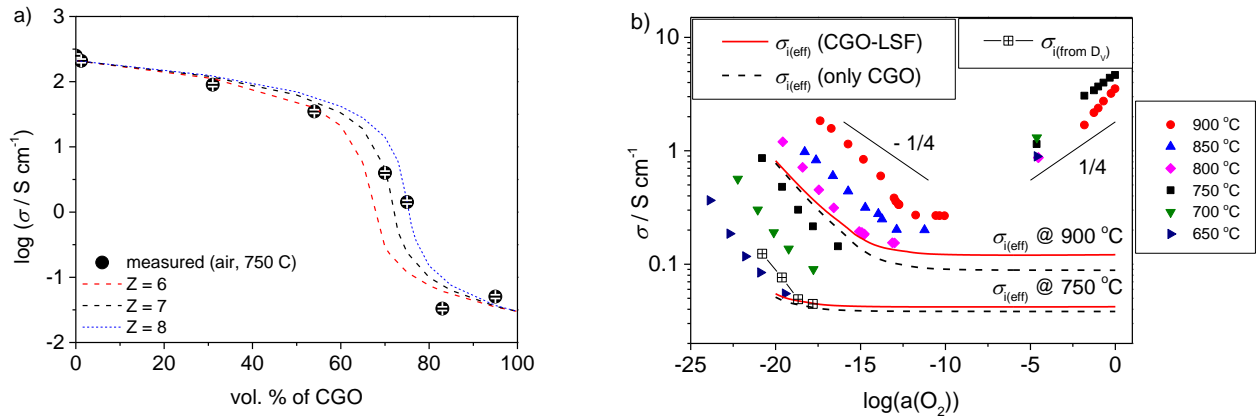 a)
log (σ / S cm⁻¹)
3
2
1
0
-1
-2
measured (air, 750 C)
Z = 6
Z = 7
Z = 8
0 20 40 60 80 100
vol. % of CGO
b)
σ / S cm⁻¹
10
1
0.1
σi(eff) (CGO-LSF)
σi(eff) (only CGO)
σi(from Dᵥ)
- 1/4
1/4
σi(eff) @ 900 °C
σi(eff) @ 750 °C
-25 -20 -15 -10 -5 0
log(a(O₂))
900 °C
850 °C
800 °C
750 °C
700 °C
650 °C